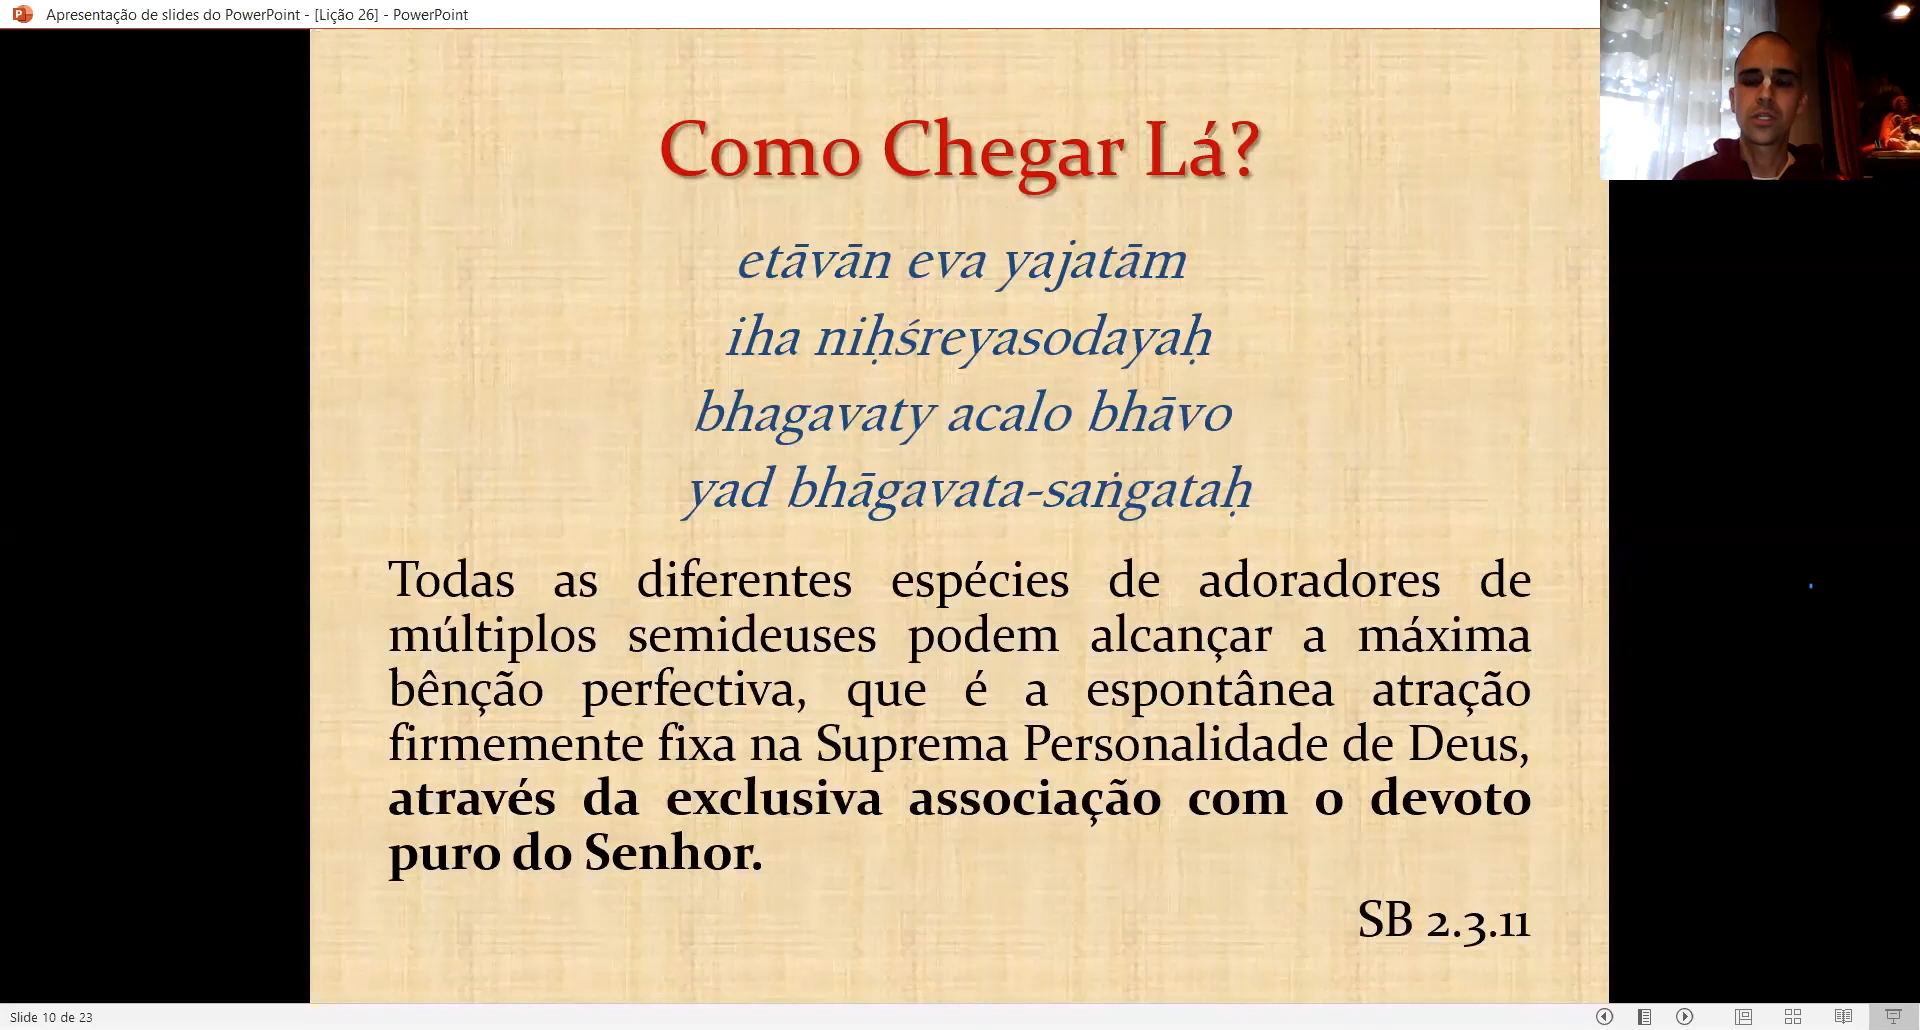 Apresentação de slides do PowerPoint - [Lição 26] - PowerPoint
Como Chegar Lá?
etāvān eva yajatām
iha niḥśreyasodayaḥ
bhagavaty acalo bhāvo
yad bhāgavata-saṅgataḥ
Todas as diferentes espécies de adoradores de
múltiplos semideuses podem alcançar a máxima
bênção perfectiva, que é a espontânea atração
firmemente fixa na Suprema Personalidade de Deus,
através da exclusiva associação com o devoto
puro do Senhor.
SB 2.3.11
Slide 10 de 23